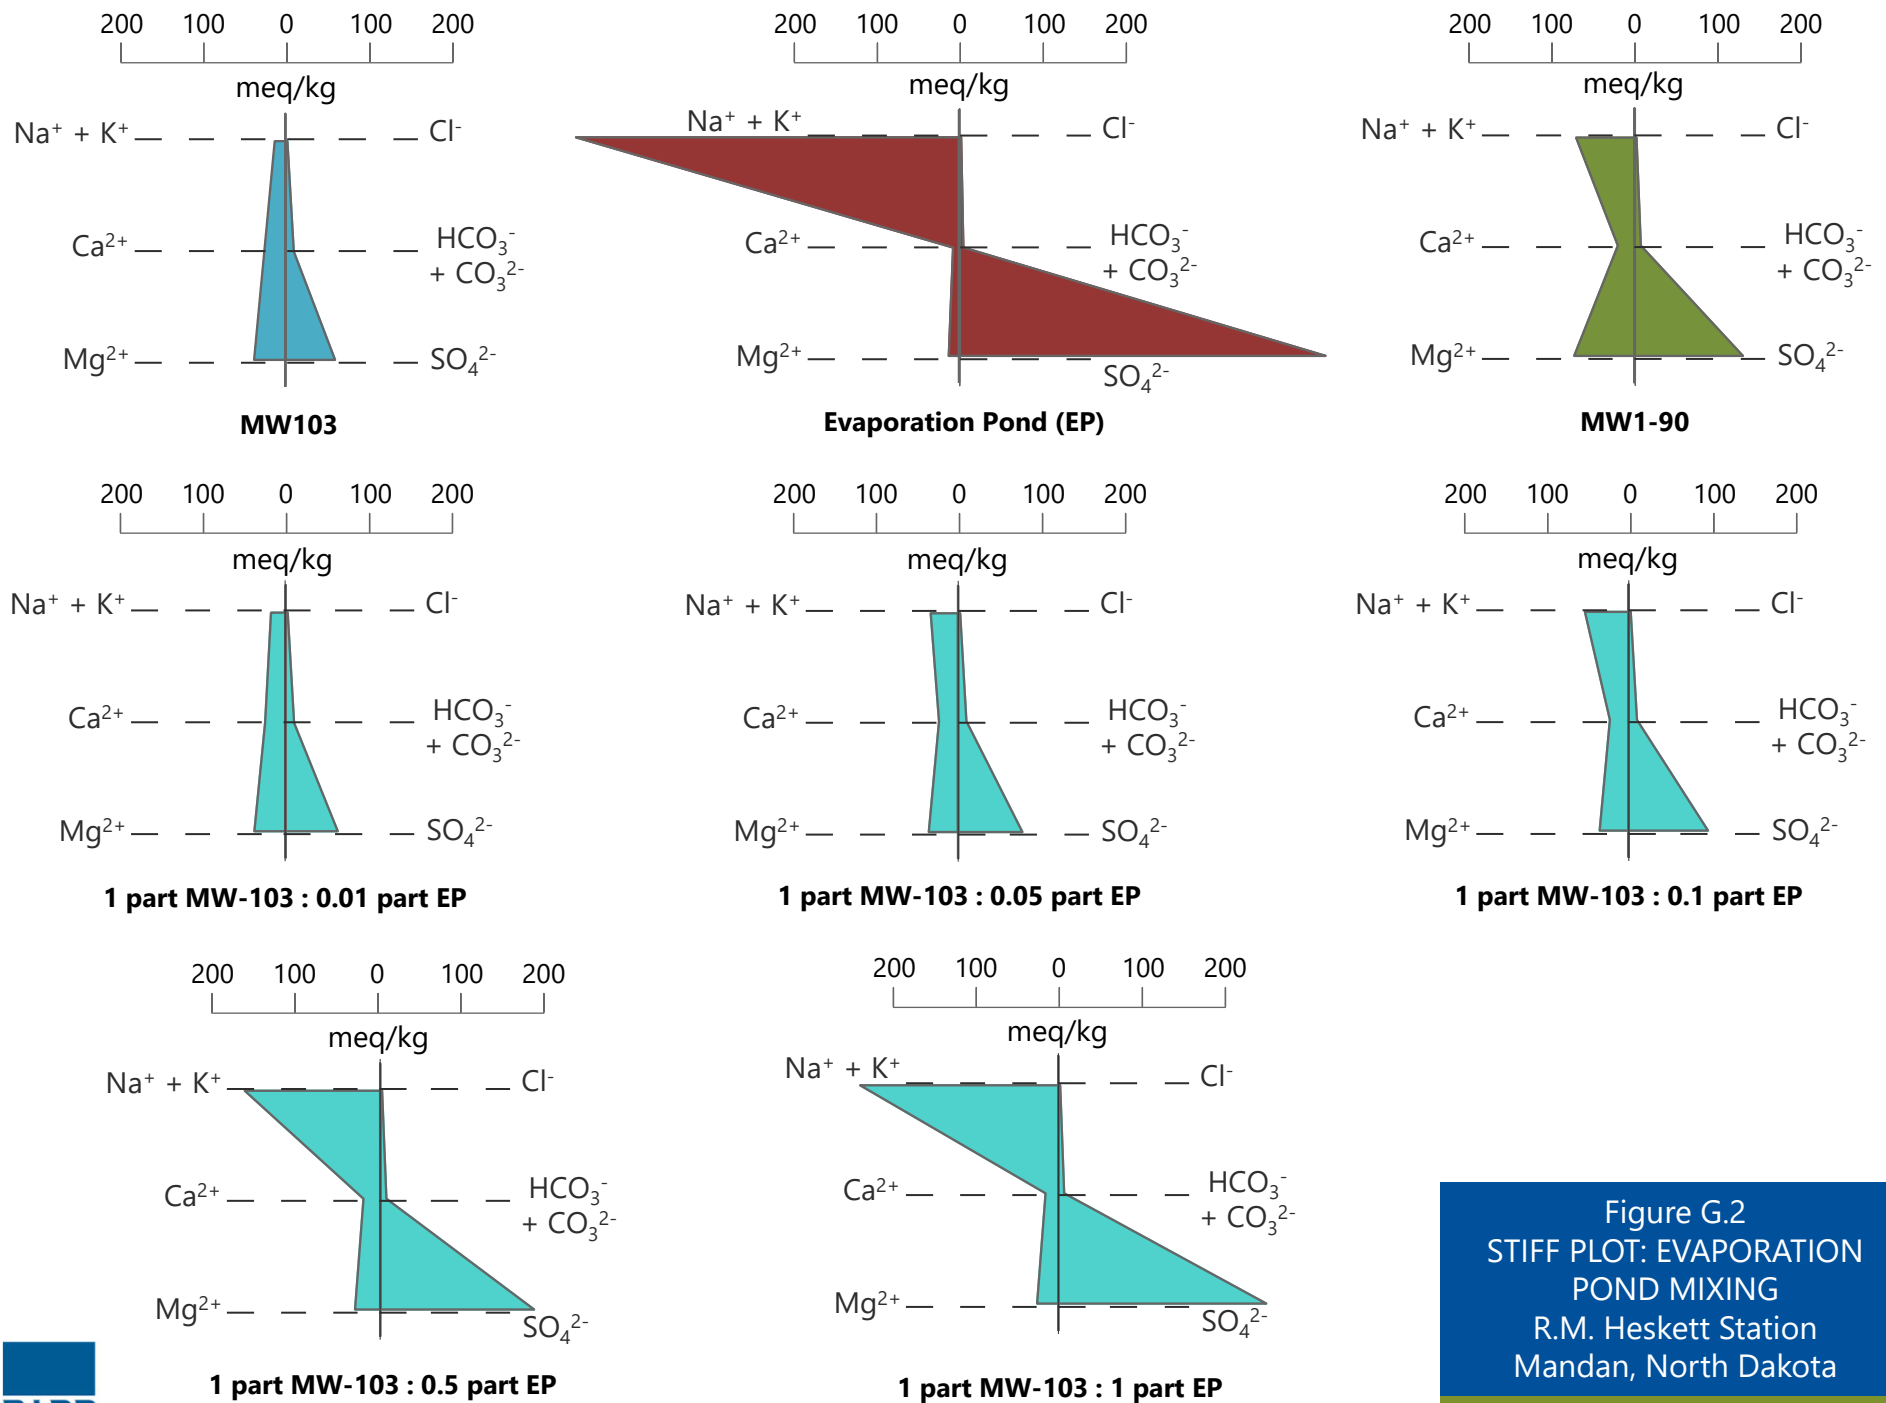 200 100 0 100 200
meq/kg
Na⁺ + K⁺ Cl⁻
Ca²⁺ HCO₃⁻
+ CO₃²⁻
Mg²⁺ SO₄²⁻
MW103
200 100 0 100 200
meq/kg
Na⁺ + K⁺ Cl⁻
Ca²⁺ HCO₃⁻
+ CO₃²⁻
Mg²⁺
SO₄²⁻
Evaporation Pond (EP)
200 100 0 100 200
meq/kg
Na⁺ + K⁺ Cl⁻
Ca²⁺ HCO₃⁻
+ CO₃²⁻
Mg²⁺ SO₄²⁻
MW1-90
200 100 0 100 200
meq/kg
Na⁺ + K⁺ Cl⁻
Ca²⁺ HCO₃⁻
+ CO₃²⁻
Mg²⁺ SO₄²⁻
1 part MW-103 : 0.01 part EP
200 100 0 100 200
meq/kg
Na⁺ + K⁺ Cl⁻
Ca²⁺ HCO₃⁻
+ CO₃²⁻
Mg²⁺ SO₄²⁻
1 part MW-103 : 0.05 part EP
200 100 0 100 200
meq/kg
Na⁺ + K⁺ Cl⁻
Ca²⁺ HCO₃⁻
+ CO₃²⁻
Mg²⁺ SO₄²⁻
1 part MW-103 : 0.1 part EP
200 100 0 100 200
meq/kg
Na⁺ + K⁺ Cl⁻
Ca²⁺ HCO₃⁻
+ CO₃²⁻
Mg²⁺
SO₄²⁻
1 part MW-103 : 0.5 part EP
200 100 0 100 200
meq/kg
Na⁺ + K⁺ Cl⁻
Ca²⁺ HCO₃⁻
+ CO₃²⁻
Mg²⁺
SO₄²⁻
1 part MW-103 : 1 part EP
Figure G.2
STIFF PLOT: EVAPORATION
POND MIXING
R.M. Heskett Station
Mandan, North Dakota